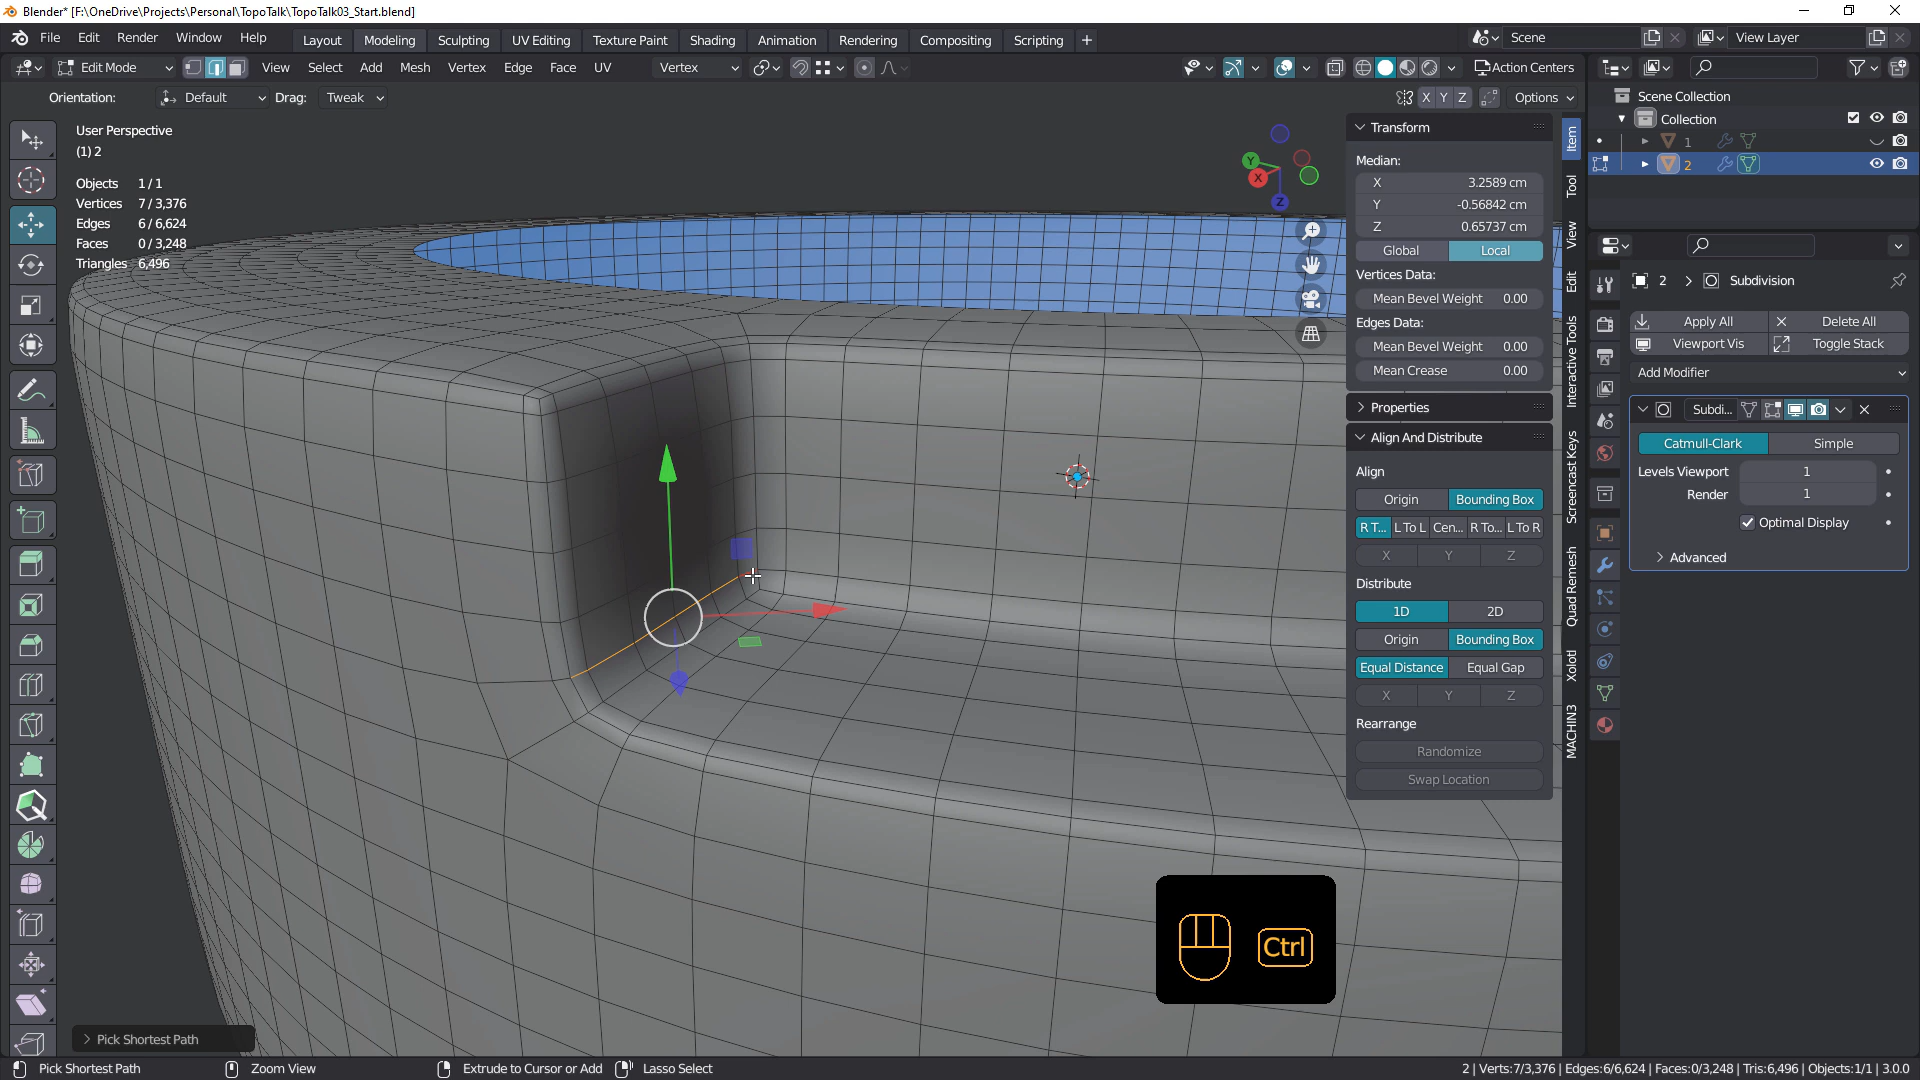 Blender* [F:\OneDrive\Projects\Personal\TopoTalk\TopoTalk03_Start.blend]
File Edit Render Window Help Layout Modeling Sculpting UV Editing Texture Paint Shading Animation Rendering Compositing Scripting + Scene View Layer
Edit Mode View Select Add Mesh Vertex Edge Face UV Vertex Action Centers
Orientation: Default Drag: Tweak X Y Z Options
User Perspective
(1) 2
Objects 1/1
Vertices 7/3,376
Edges 6/6,624
Faces 0/3,248
Triangles 6,496
Y
X
Z
Transform
Median:
X 3.2589 cm
Y -0.56842 cm
Z 0.65737 cm
Global Local
Vertices Data:
Mean Bevel Weight 0.00
Edges Data:
Mean Bevel Weight 0.00
Mean Crease 0.00
Properties
Align And Distribute
Align
Origin Bounding Box
R T... L To L Cen... R To... L To R
X Y Z
Distribute
1D 2D
Origin Bounding Box
Equal Distance Equal Gap
X Y Z
Rearrange
Randomize
Swap Location
Item
Tool
View
Edit
Interactive Tools
Screencast Keys
Quad Remesh
Xolotl
MACHIN3
Scene Collection
Collection
1
2
2 > Subdivision
Apply All Delete All
Viewport Vis Toggle Stack
Add Modifier
Subdi...
Catmull-Clark Simple
Levels Viewport 1
Render 1
Optimal Display
Advanced
Ctrl
Pick Shortest Path
Pick Shortest Path Zoom View Extrude to Cursor or Add Lasso Select 2 | Verts:7/3,376 | Edges:6/6,624 | Faces:0/3,248 | Tris:6,496 | Objects:1/1 | 3.0.0